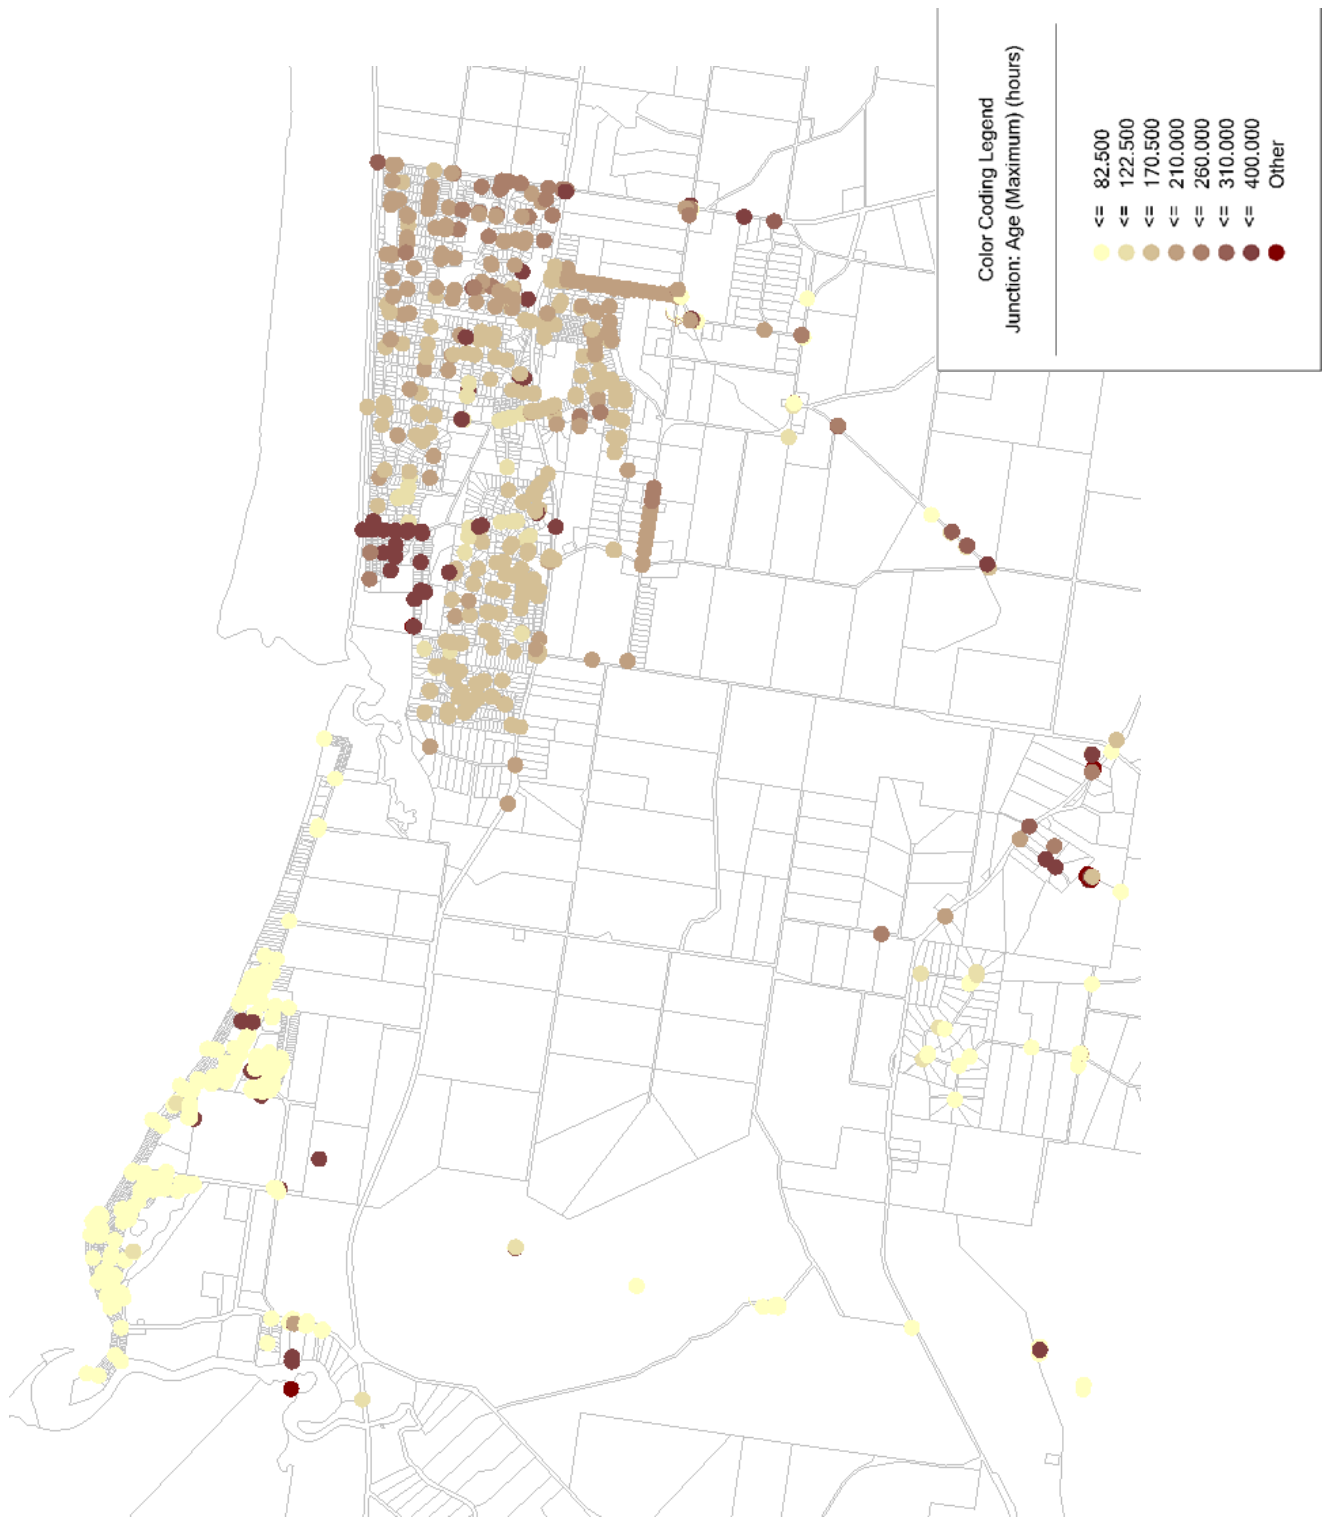 Color Coding Legend
Junction: Age (Maximum) (hours)
<= 82.500
<= 122.500
<= 170.500
<= 210.000
<= 260.000
<= 310.000
<= 400.000
Other